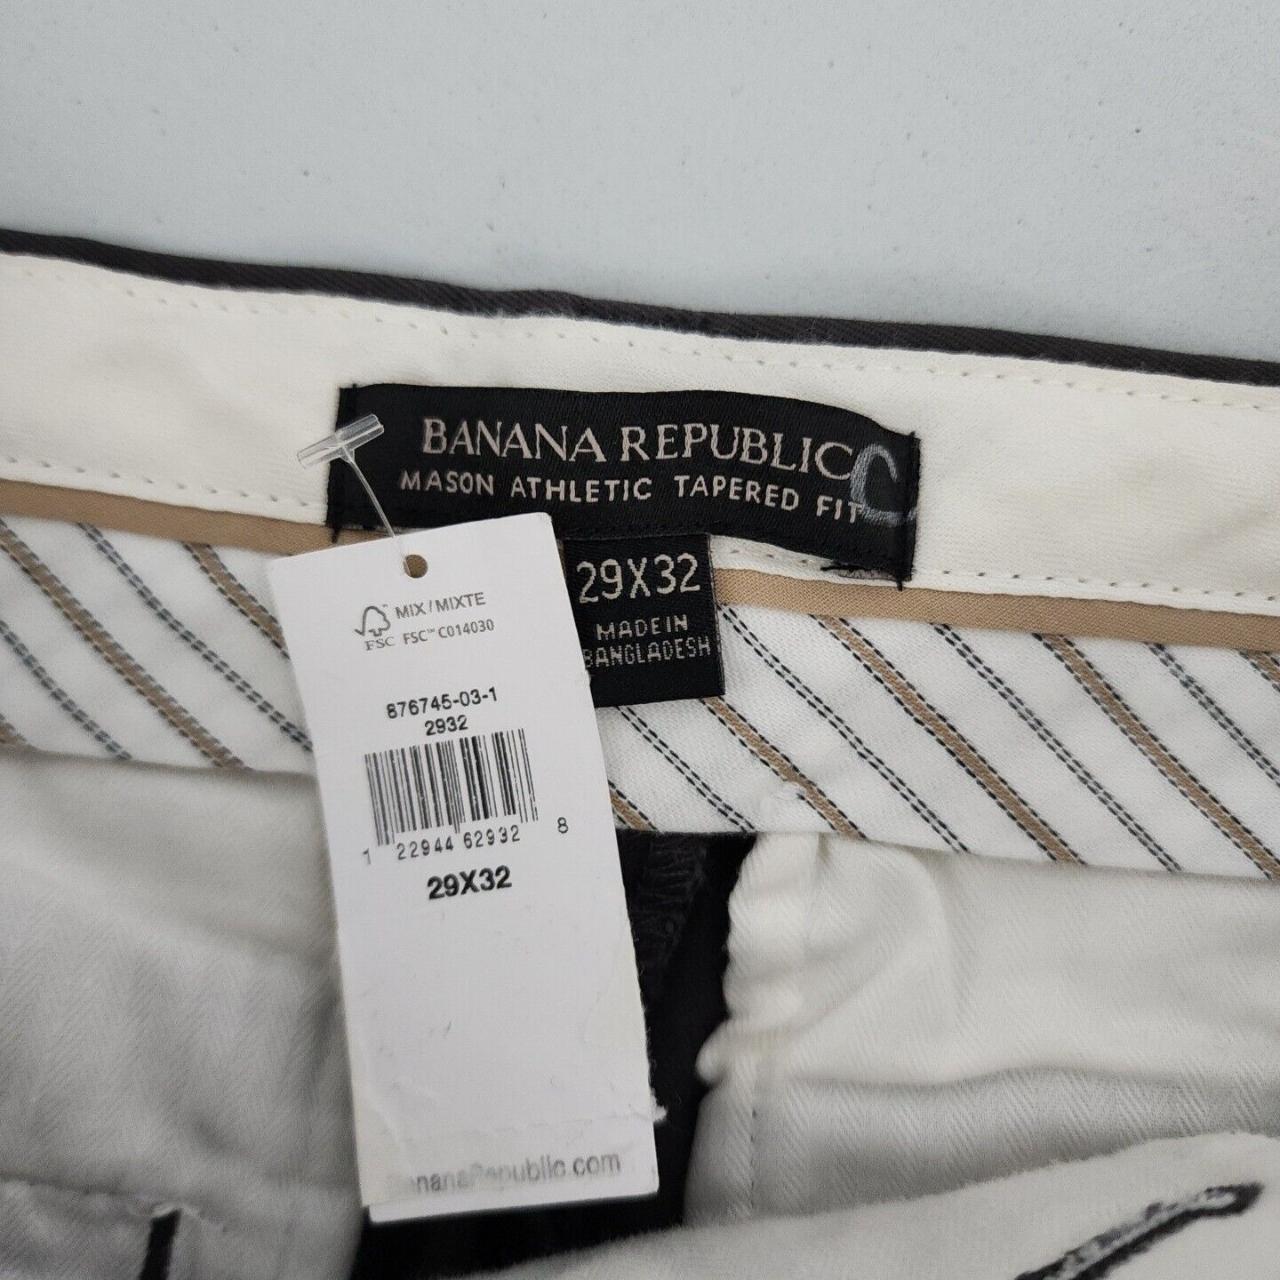 BANANA REPUBLIC C
MASON ATHLETIC TAPERED FIT
29X32
MADE IN
BANGLADESH
MIX / MIXTE
FSC FSC™ C014030
876745-03-1
2932
1 22944 62932 8
29X32
BananaRepublic.com